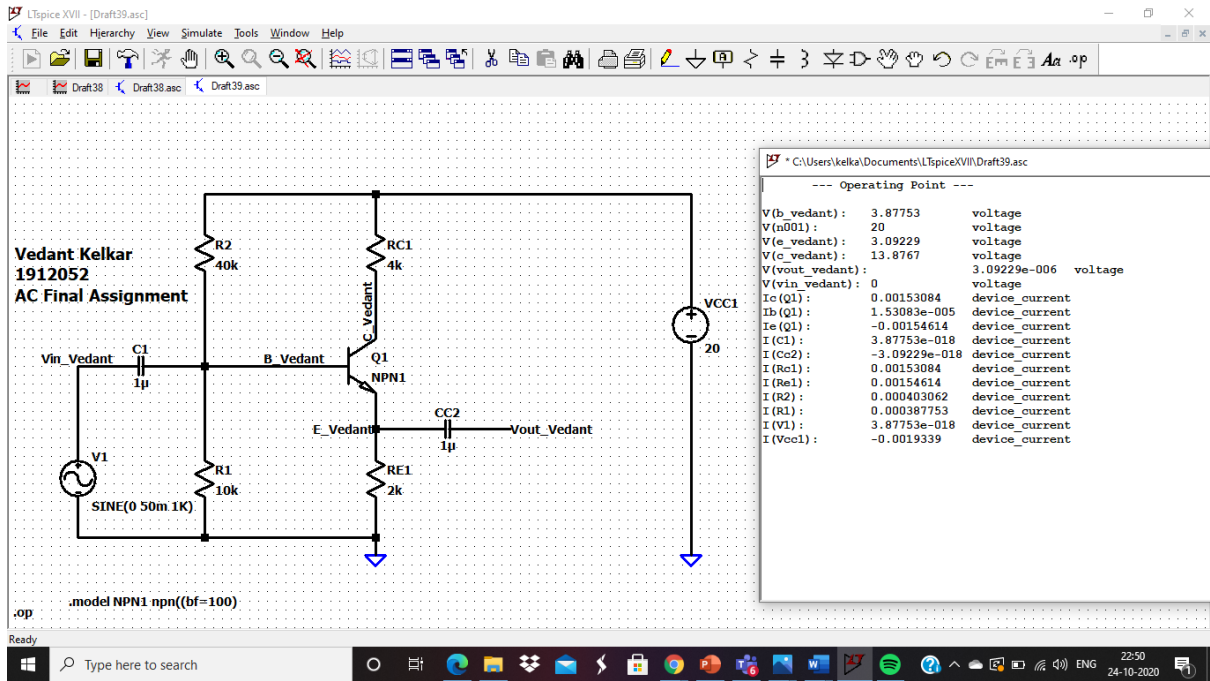 LTspice XVII - [Draft39.asc]
File Edit Hierarchy View Simulate Tools Window Help
Draft38 Draft38.asc Draft39.asc
Vedant Kelkar
1912052
AC Final Assignment
R2
40k
RC1
4k
C_Vedant
VCC1
20
Vin_Vedant
C1
1µ
B_Vedant
Q1
NPN1
E_Vedant
CC2
1µ
Vout_Vedant
V1
SINE(0 50m 1K)
R1
10k
RE1
2k
.model NPN1 npn((bf=100)
.op
* C:\Users\kelka\Documents\LTspiceXVII\Draft39.asc
--- Operating Point ---
V(b_vedant): 3.87753 voltage
V(n001): 20 voltage
V(e_vedant): 3.09229 voltage
V(c_vedant): 13.8767 voltage
V(vout_vedant): 3.09229e-006 voltage
V(vin_vedant): 0 voltage
Ic(Q1): 0.00153084 device_current
Ib(Q1): 1.53083e-005 device_current
Ie(Q1): -0.00154614 device_current
I(C1): 3.87753e-018 device_current
I(Cc2): -3.09229e-018 device_current
I(Rc1): 0.00153084 device_current
I(Re1): 0.00154614 device_current
I(R2): 0.000403062 device_current
I(R1): 0.000387753 device_current
I(V1): 3.87753e-018 device_current
I(Vcc1): -0.0019339 device_current
Ready
Type here to search
ENG
22:50
24-10-2020